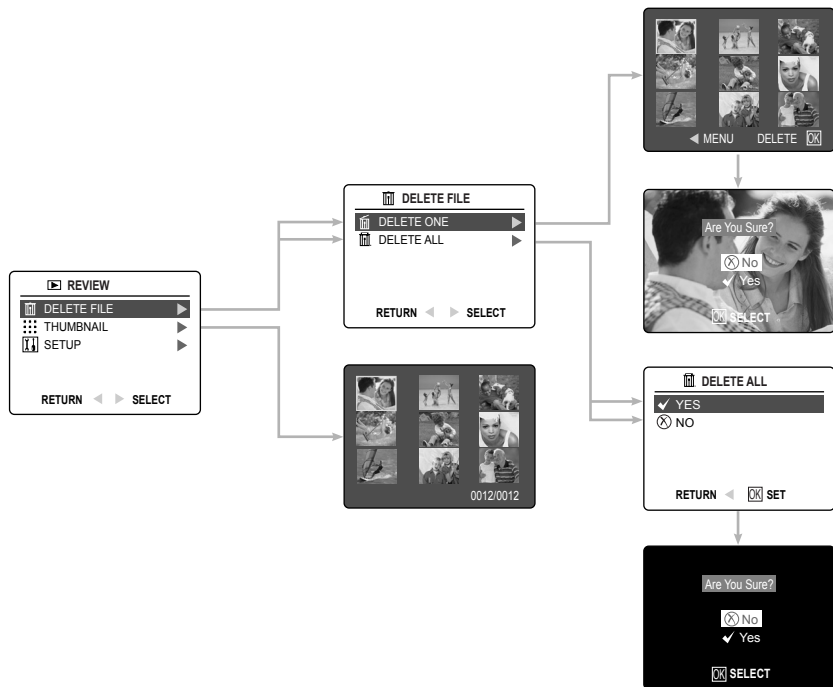 REVIEW
DELETE FILE
THUMBNAIL
SETUP
RETURN SELECT
DELETE FILE
DELETE ONE
DELETE ALL
RETURN SELECT
0012/0012
MENU DELETE OK
Are You Sure?
No
Yes
OK SELECT
DELETE ALL
YES
NO
RETURN OK SET
Are You Sure?
No
Yes
OK SELECT